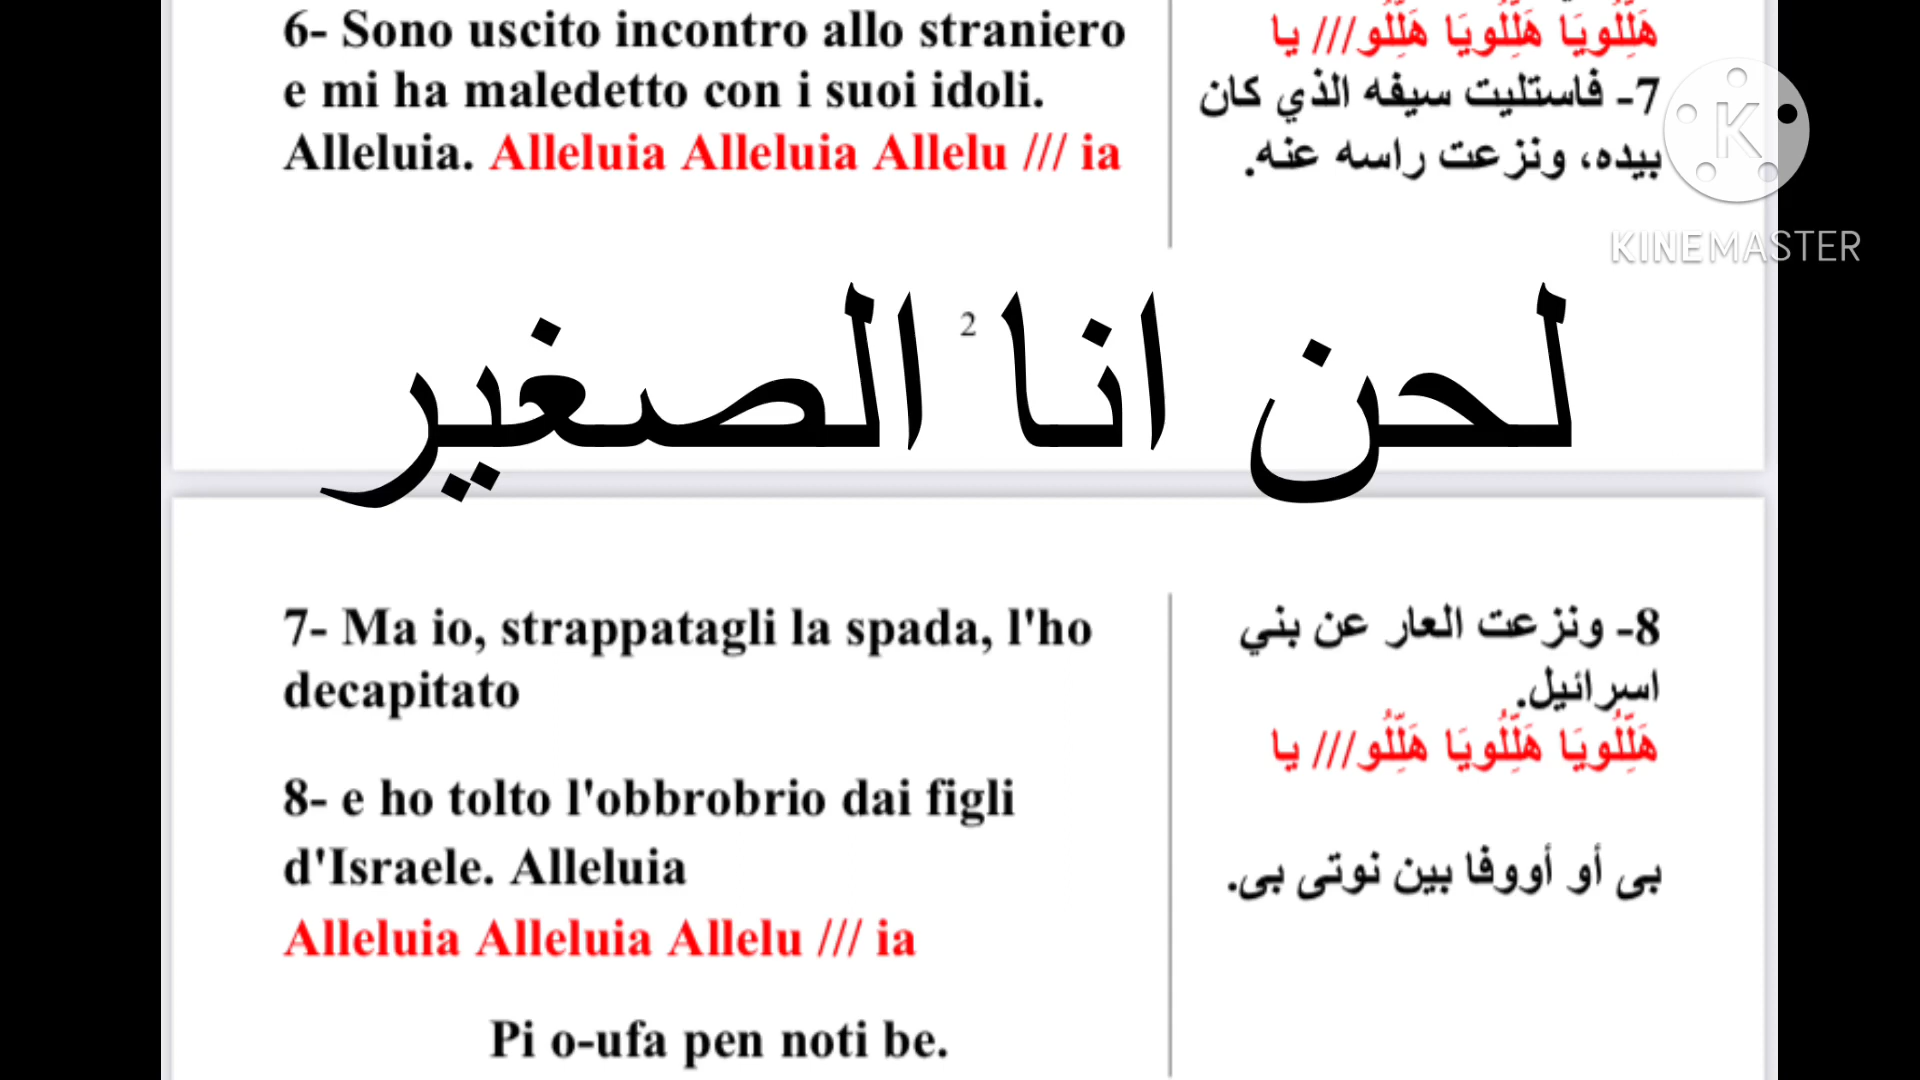 6- Sono uscito incontro allo straniero
e mi ha maledetto con i suoi idoli.
Alleluia. Alleluia Alleluia Allelu /// ia
هَلِّلُويَا هَلِّلُويَا هَلِّلُو/// يا
7- فاستليت سيفه الذي كان
بيده، ونزعت راسه عنه.
K
KINEMASTER
2
لحن انا الصغير
7- Ma io, strappatagli la spada, l'ho
decapitato
8- e ho tolto l'obbrobrio dai figli
d'Israele. Alleluia
Alleluia Alleluia Allelu /// ia
Pi o-ufa pen noti be.
8- ونزعت العار عن بني
اسرائيل.
هَلِّلُويَا هَلِّلُويَا هَلِّلُو/// يا
بى أو أووفا بين نوتى بى.